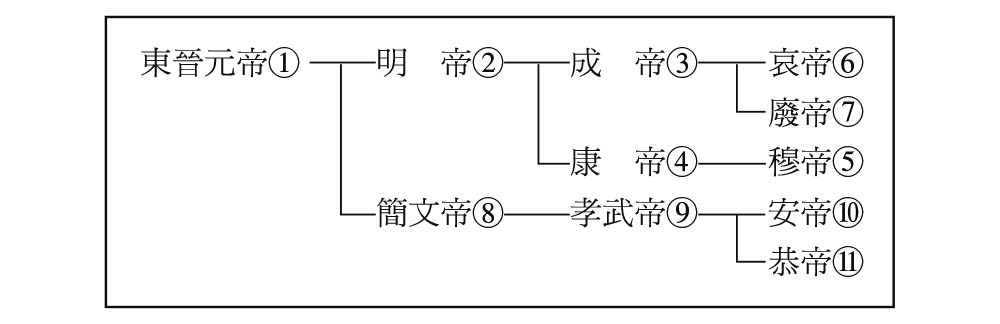 東晉元帝① 明　帝② 成　帝③ 哀帝⑥
廢帝⑦
康　帝④ 穆帝⑤
簡文帝⑧ 孝武帝⑨ 安帝⑩
恭帝⑪